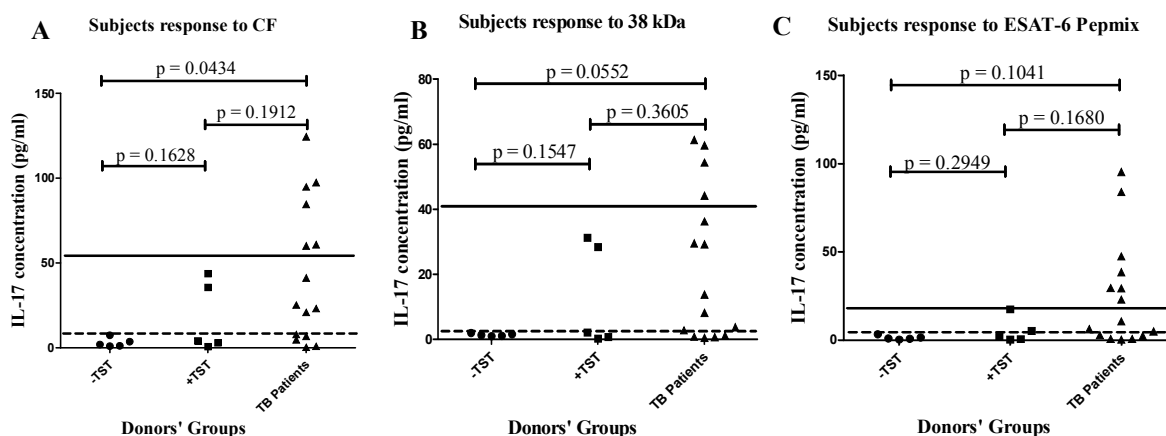 A
Subjects response to CF
p = 0.0434
p = 0.1912
p = 0.1628
IL-17 concentration (pg/ml)
150
100
50
0
-TST
+TST
TB Patients
Donors' Groups
B
Subjects response to 38 kDa
p = 0.0552
p = 0.3605
p = 0.1547
IL-17 concentration (pg/ml)
80
60
40
20
0
-TST
+TST
TB Patients
Donors' Groups
C
Subjects response to ESAT-6 Pepmix
p = 0.1041
p = 0.1680
p = 0.2949
IL-17 concentration (pg/ml)
150
100
50
0
-TST
+TST
TB Patients
Donors' Groups